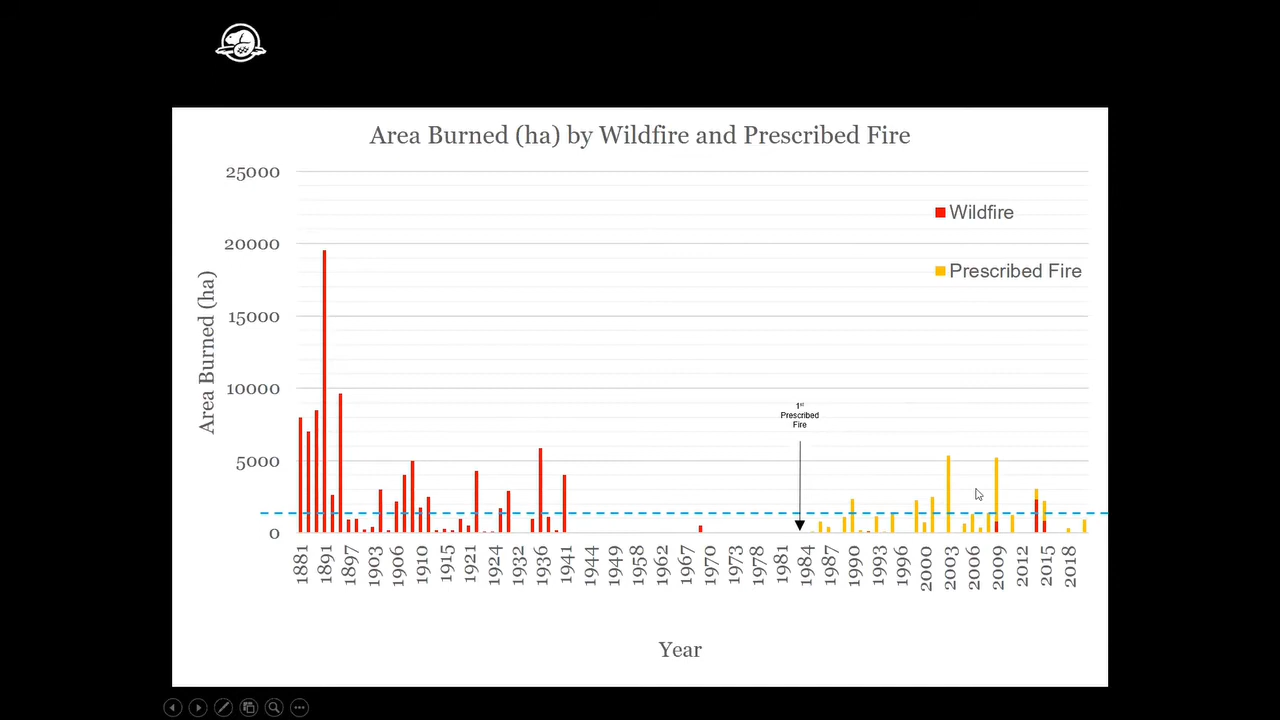 Area Burned (ha) by Wildfire and Prescribed Fire
25000
20000
15000
10000
5000
0
Area Burned (ha)
Wildfire
Prescribed Fire
1st
Prescribed
Fire
1881 1891 1897 1903 1906 1910 1915 1921 1924 1932 1936 1941 1944 1949 1958 1962 1967 1970 1973 1978 1981 1984 1987 1990 1993 1996 2000 2003 2006 2009 2012 2015 2018
Year